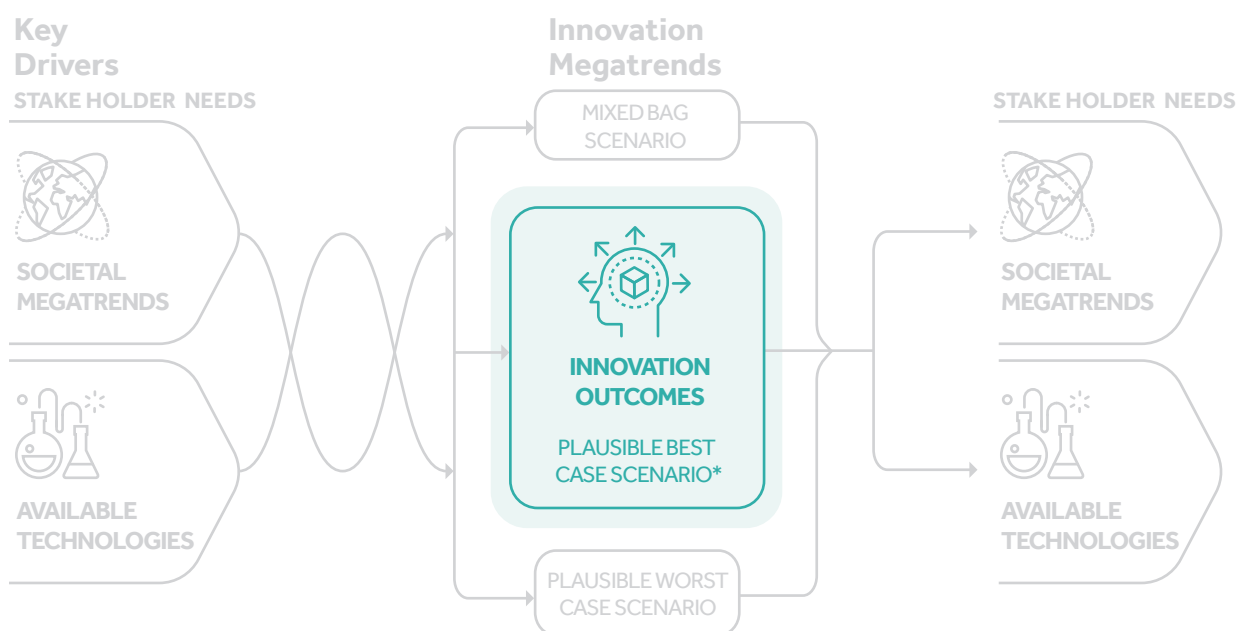 Key
Drivers
STAKE HOLDER NEEDS
SOCIETAL
MEGATRENDS
AVAILABLE
TECHNOLOGIES
Innovation
Megatrends
MIXED BAG
SCENARIO
INNOVATION
OUTCOMES
PLAUSIBLE BEST
CASE SCENARIO*
PLAUSIBLE WORST
CASE SCENARIO
STAKE HOLDER NEEDS
SOCIETAL
MEGATRENDS
AVAILABLE
TECHNOLOGIES